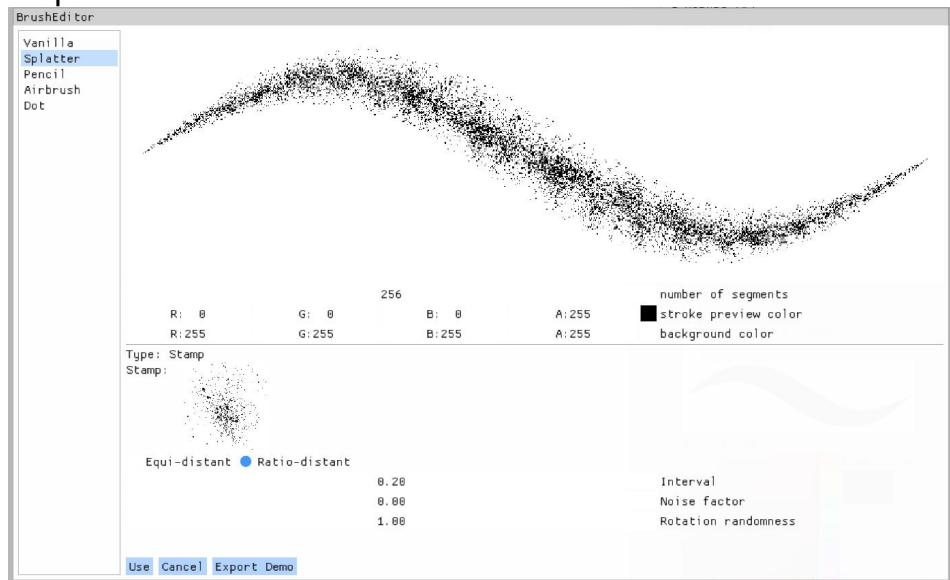 BrushEditor
Vanilla
Splatter
Pencil
Airbrush
Dot
256 number of segments
R: 0 G: 0 B: 0 A:255 stroke preview color
R:255 G:255 B:255 A:255 background color
Type: Stamp
Stamp:
Equi-distant Ratio-distant
0.20 Interval
0.00 Noise factor
1.00 Rotation randomness
Use Cancel Export Demo